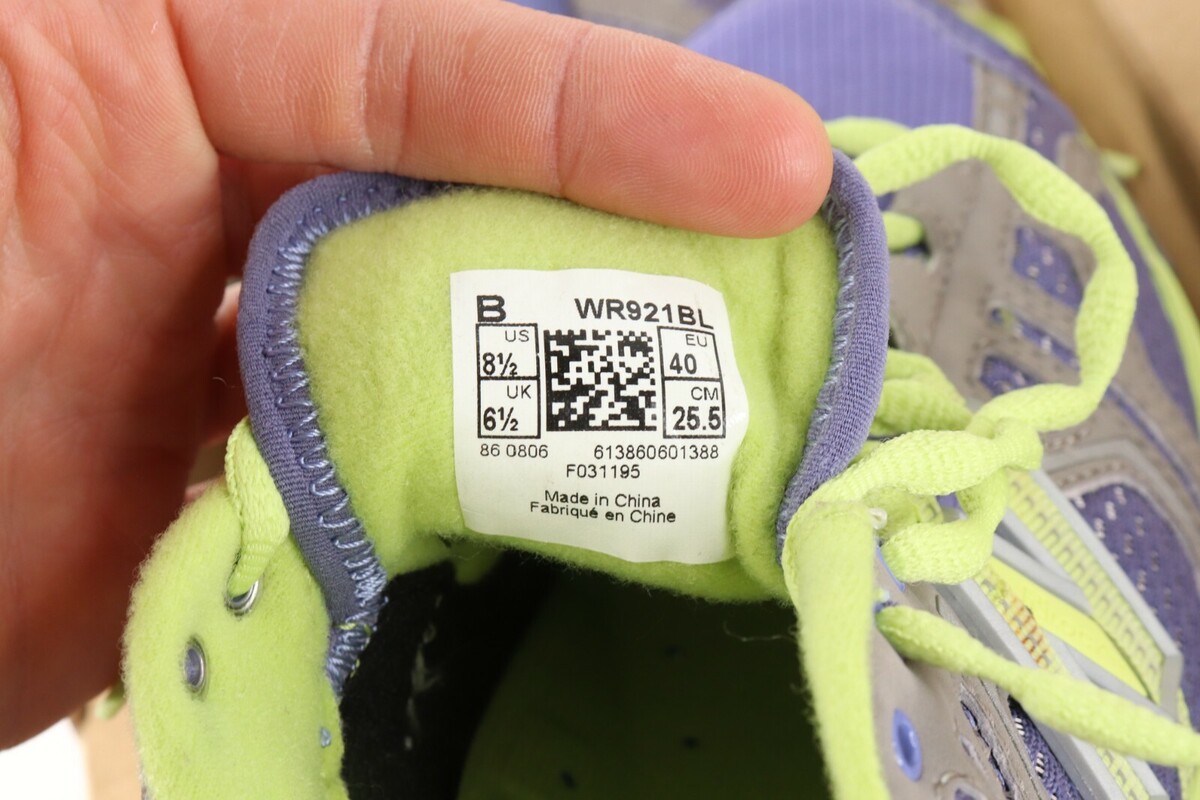 B WR921BL
US EU
8½ 40
UK CM
6½ 25.5
86 0806 613860601388
F031195
Made in China
Fabriqué en Chine